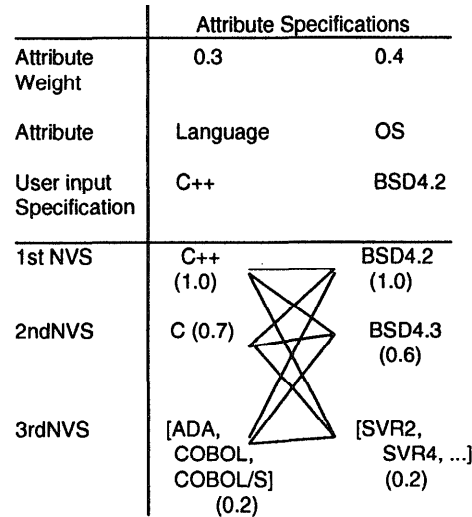 Attribute Specifications
Attribute Weight 0.3 0.4
Attribute Language OS
User input Specification C++ BSD4.2
1st NVS C++ (1.0) BSD4.2 (1.0)
2ndNVS C (0.7) BSD4.3 (0.6)
3rdNVS [ADA, COBOL, COBOL/S] (0.2) [SVR2, SVR4, ...] (0.2)